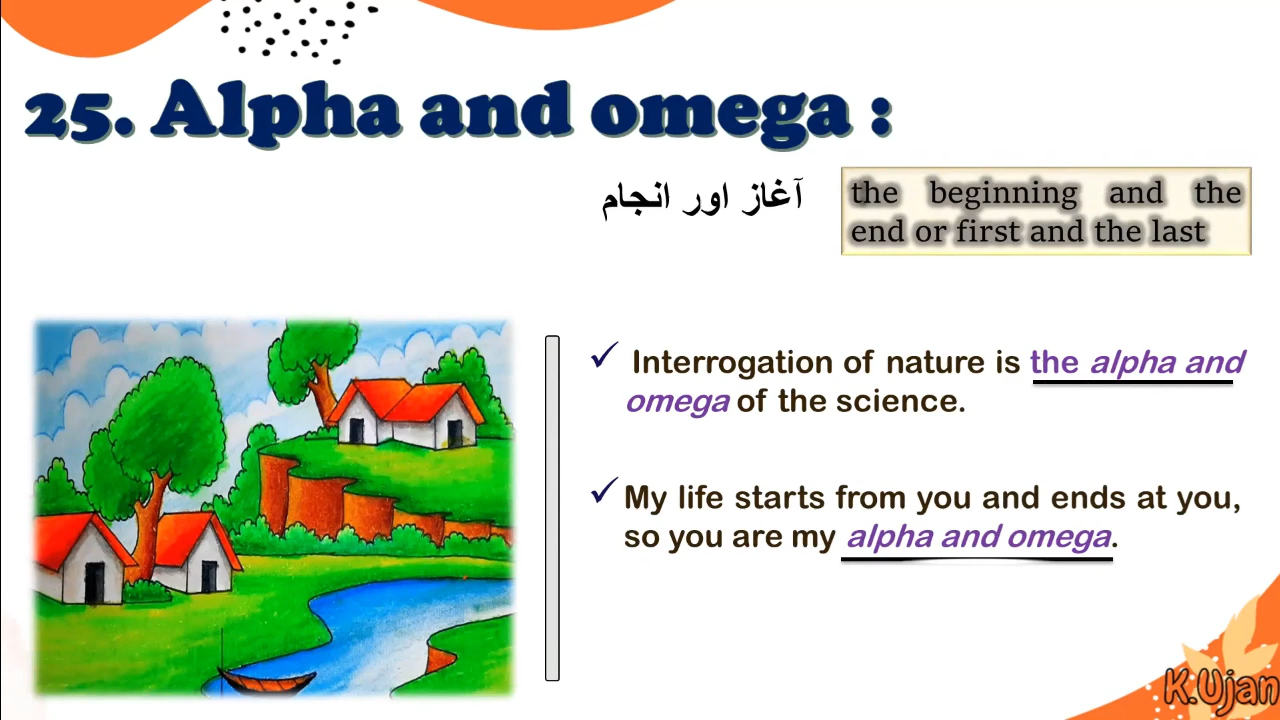 25. Alpha and omega :
آغاز اور انجام
the beginning and the
end or first and the last
Interrogation of nature is the alpha and
omega of the science.
My life starts from you and ends at you,
so you are my alpha and omega.
K.Ujan